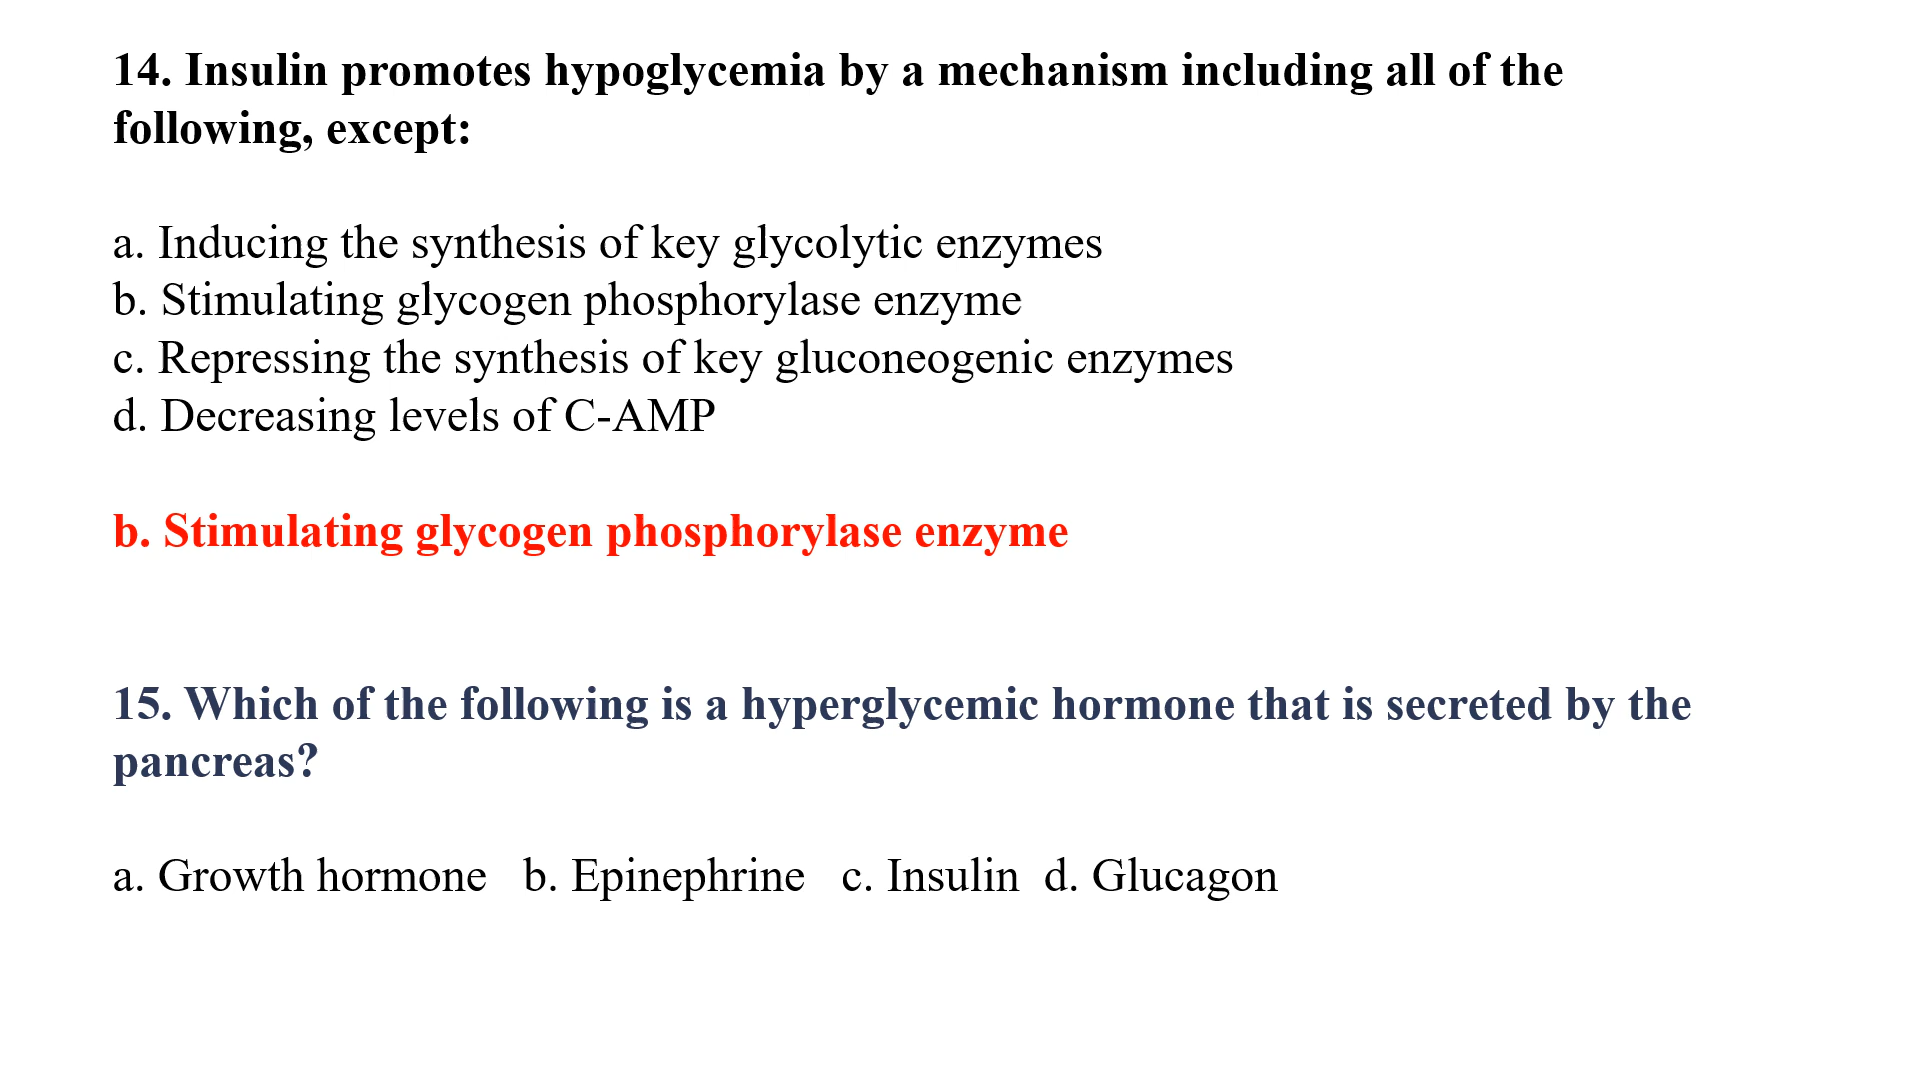 14. Insulin promotes hypoglycemia by a mechanism including all of the
following, except:
a. Inducing the synthesis of key glycolytic enzymes
b. Stimulating glycogen phosphorylase enzyme
c. Repressing the synthesis of key gluconeogenic enzymes
d. Decreasing levels of C-AMP
b. Stimulating glycogen phosphorylase enzyme
15. Which of the following is a hyperglycemic hormone that is secreted by the
pancreas?
a. Growth hormone b. Epinephrine c. Insulin d. Glucagon